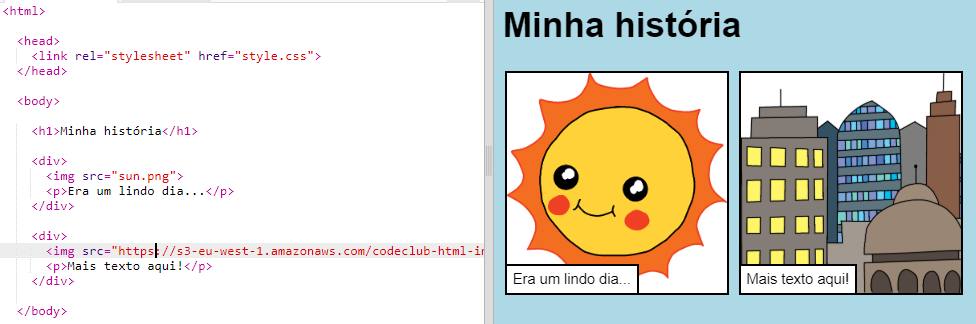 <html>
<head>
<link rel="stylesheet" href="style.css">
</head>
<body>
<h1>Minha história</h1>
<div>
<img src="sun.png">
<p>Era um lindo dia...</p>
</div>
<div>
<img src="https://s3-eu-west-1.amazonaws.com/codeclub-html-in
<p>Mais texto aqui!</p>
</div>
</body>
Minha história
Era um lindo dia...
Mais texto aqui!